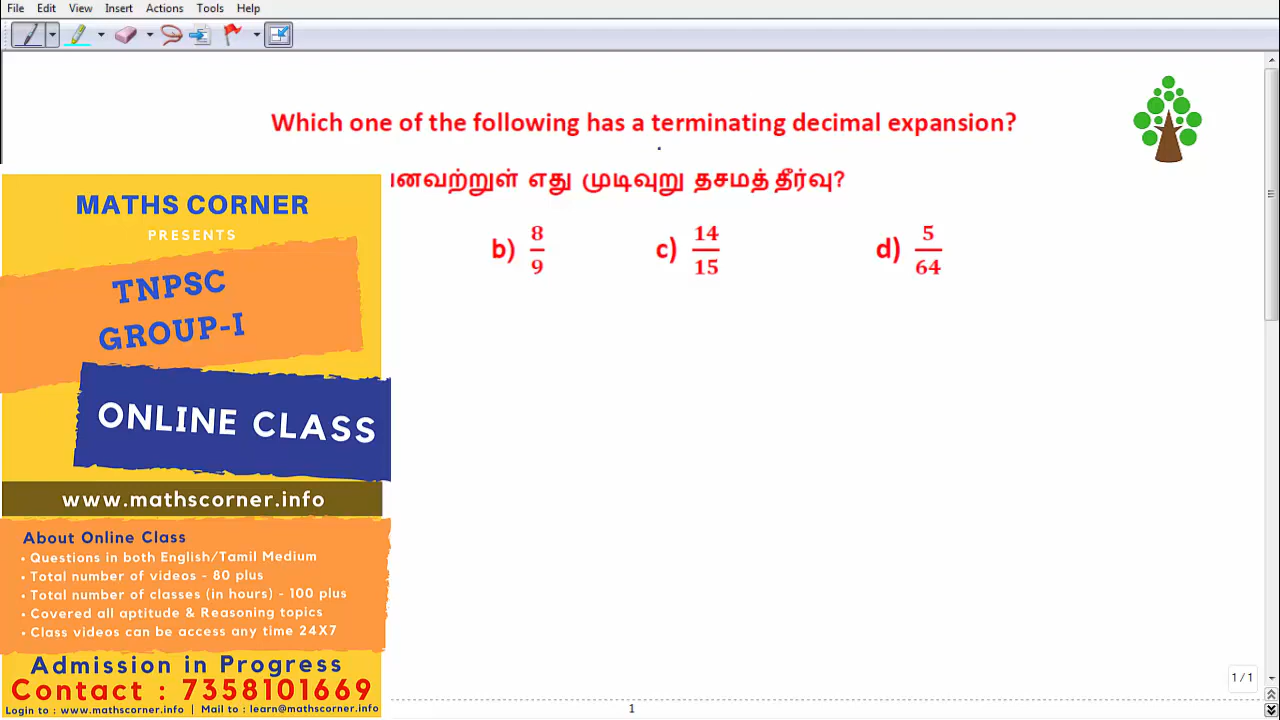 File Edit View Insert Actions Tools Help
Which one of the following has a terminating decimal expansion?
எது முடிவுறு தசமத் தீர்வு?
b) 8/9 c) 14/15 d) 5/64
MATHS CORNER
PRESENTS
TNPSC
GROUP-I
ONLINE CLASS
www.mathscorner.info
About Online Class
• Questions in both English/Tamil Medium
• Total number of videos - 80 plus
• Total number of classes (in hours) - 100 plus
• Covered all aptitude & Reasoning topics
• Class videos can be access any time 24X7
Admission in Progress
Contact : 7358101669
Login to : www.mathscorner.info | Mail to : learn@mathscorner.info
1 / 1
1